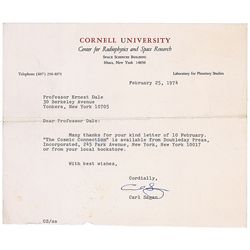 CORNELL UNIVERSITY
Center for Radiophysics and Space Research
SPACE SCIENCES BUILDING
Ithaca, New York 14850
Telephone (607) 256-4971
Laboratory for Planetary Studies
February 25, 1974
Professor Ernest Dale
30 Berkeley Avenue
Yonkers, New York 10705
Dear Professor Dale:
Many thanks for your kind letter of 10 February.
"The Cosmic Connection" is available from Doubleday Press,
Incorporated, 245 Park Avenue, New York, New York 10017
or from your local bookstore.
With best wishes,
Cordially,
Carl Sagan
CS/